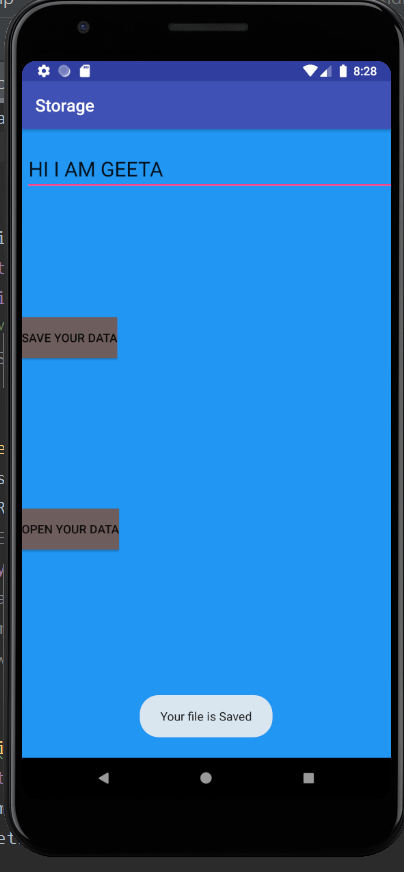 8:28
Storage
HI I AM GEETA
SAVE YOUR DATA
OPEN YOUR DATA
Your file is Saved